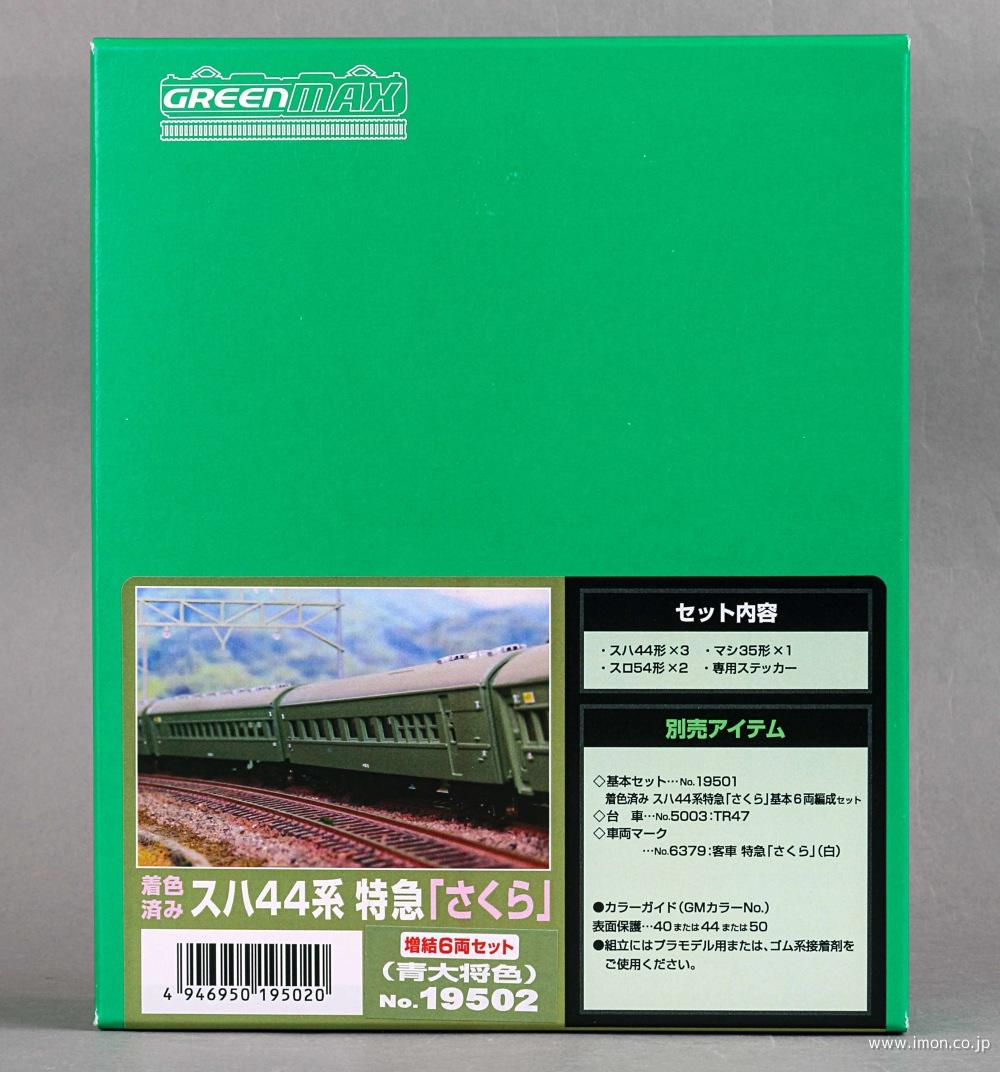 GREENMAX
着色済み スハ44系 特急「さくら」
増結6両セット
(青大将色)
No.19502
4 946950 195020
セット内容
・スハ44形×3 ・マシ35形×1
・スロ54形×2 ・専用ステッカー
別売アイテム
◇基本セット…No.19501
着色済み スハ44系特急「さくら」基本6両編成セット
◇台 車…No.5003:TR47
◇車両マーク
…No.6379:客車 特急「さくら」(白)
●カラーガイド(GMカラーNo.)
表面保護…40または44または50
●組立にはプラモデル用または、ゴム系接着剤を
ご使用ください。
www.imon.co.jp